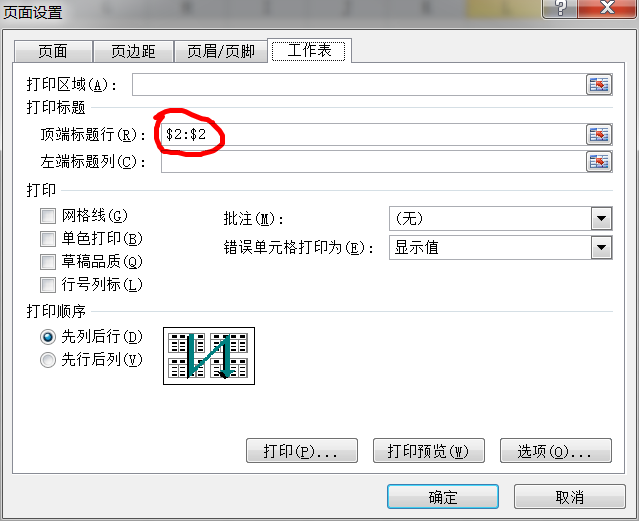 页面设置
页面 页边距 页眉/页脚 工作表
打印区域(A):
打印标题
顶端标题行(R): $2:$2
左端标题列(C):
打印
网格线(G) 批注(M): (无)
单色打印(B)
错误单元格打印为(E): 显示值
草稿品质(Q)
行号列标(L)
打印顺序
先列后行(D)
先行后列(V)
打印(P)... 打印预览(W) 选项(O)...
确定 取消